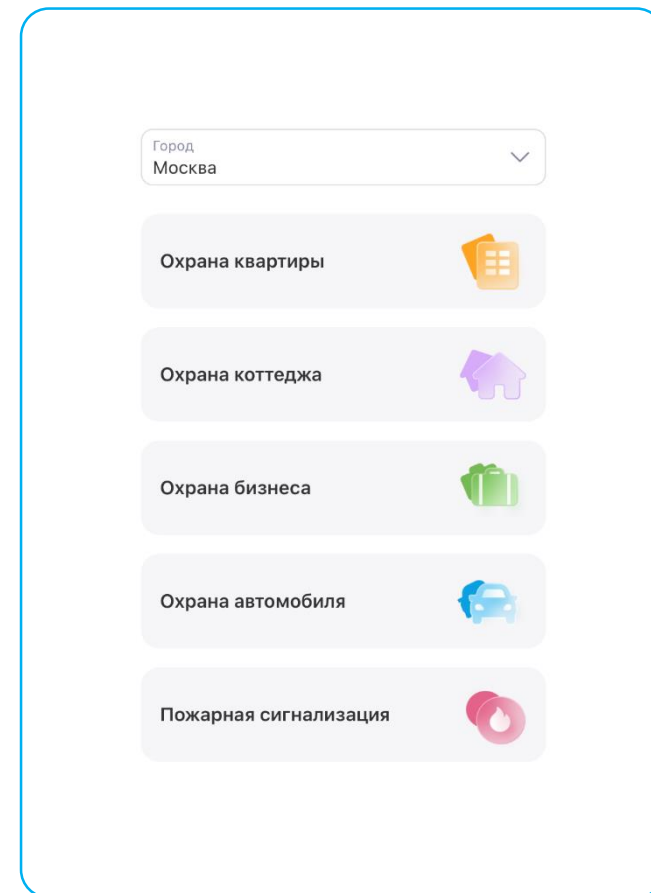 Город
Москва
Охрана квартиры
Охрана коттеджа
Охрана бизнеса
Охрана автомобиля
Пожарная сигнализация